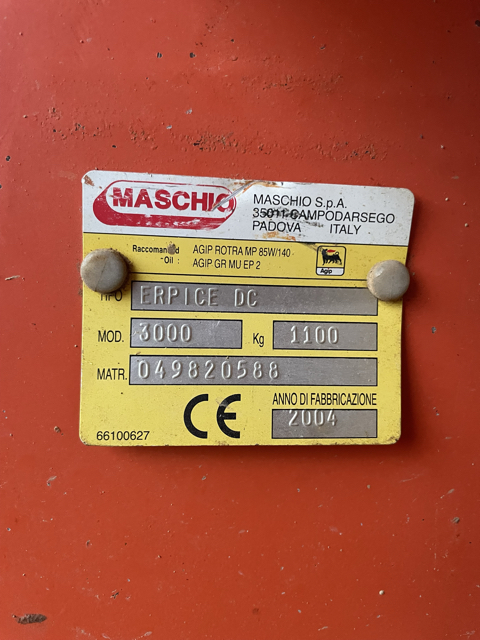 MASCHIO
MASCHIO S.p.A.
35011 CAMPODARSEGO
PADOVA ITALY
AGIP ROTRA MP 85W/140
Oil : AGIP GR MU EP 2
Agip
TIPO ERPICE DC
MOD. 3000 Kg 1100
MATR. 049820588
ANNO DI FABBRICAZIONE
CE 2004
66100627